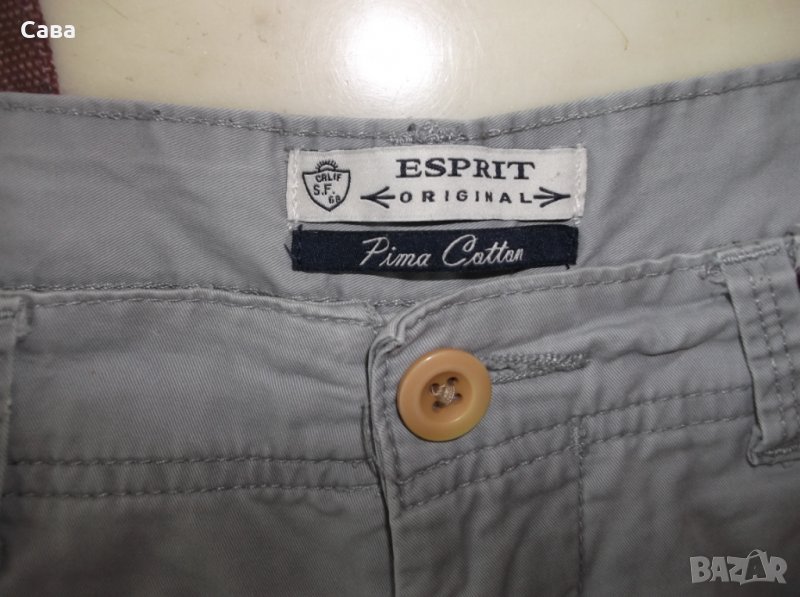 Сава
CALIF
S.F.
68
ESPRIT
ORIGINAL
Pima Cotton
BAZAR